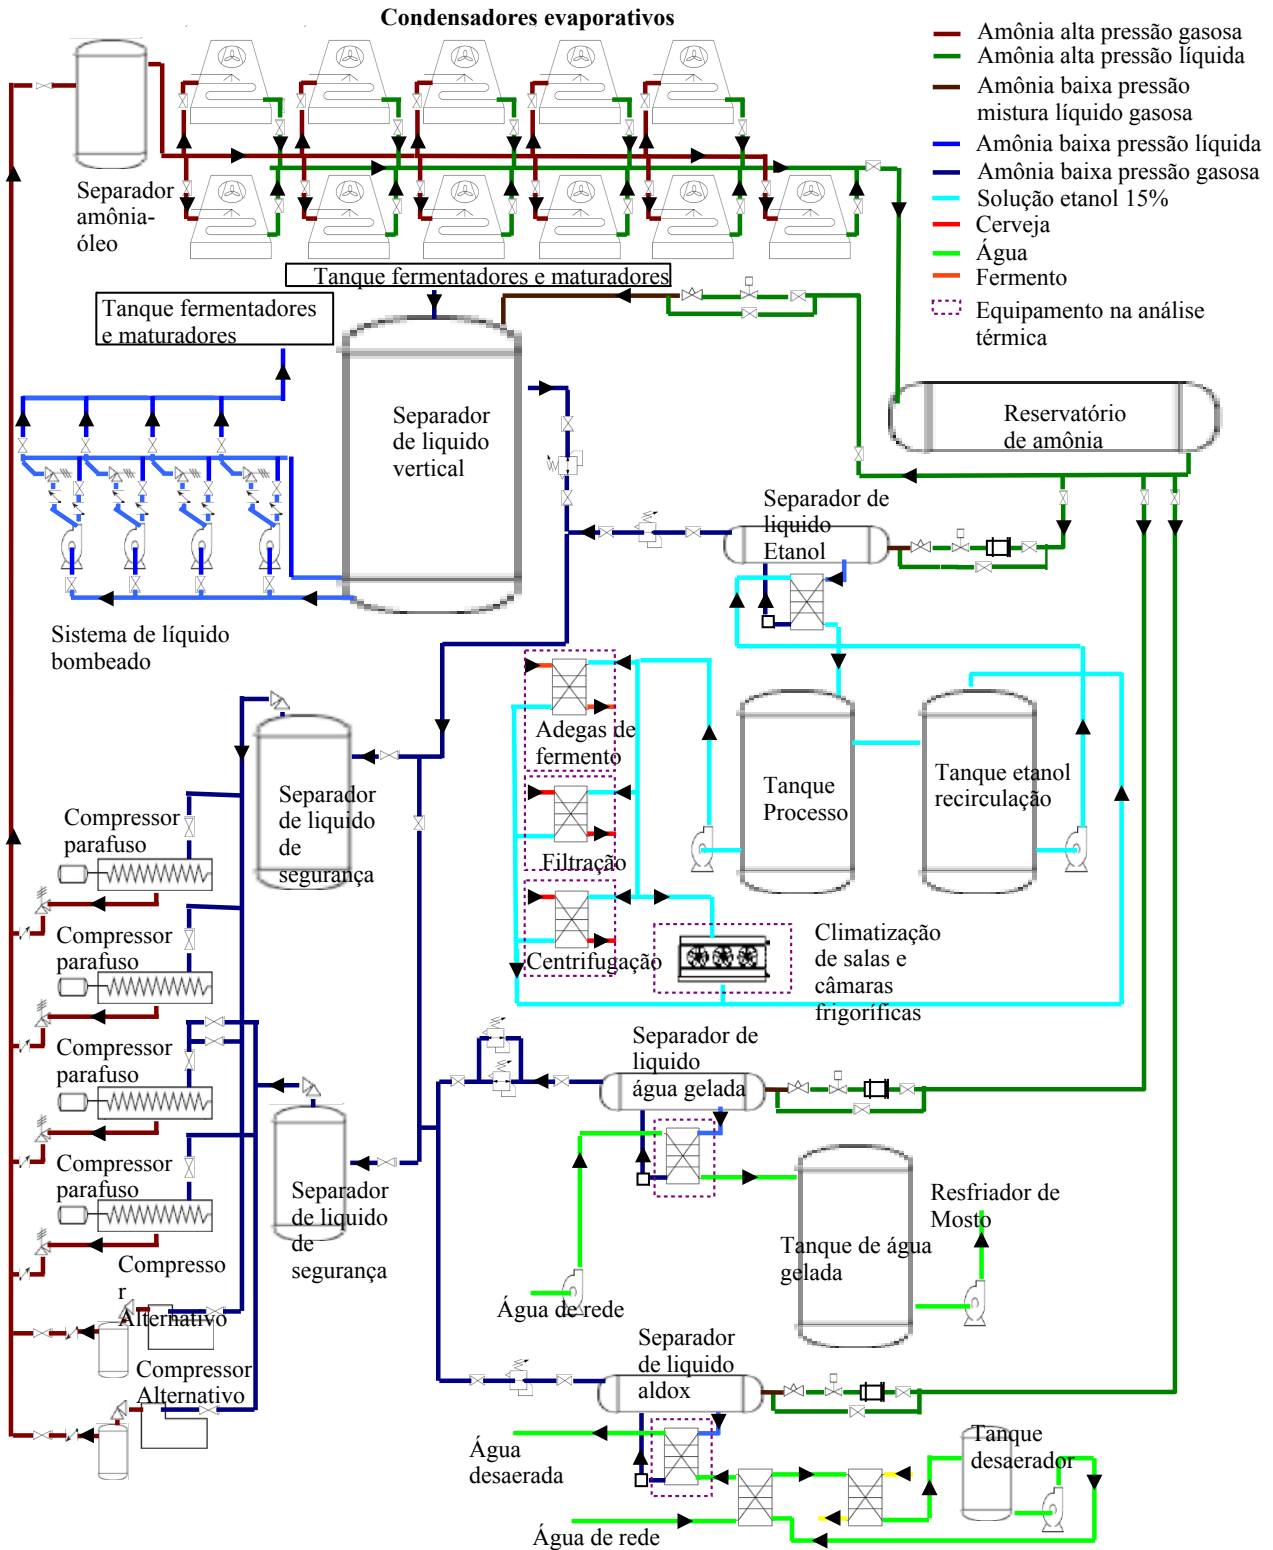 Condensadores evaporativos
Amônia alta pressão gasosa
Amônia alta pressão líquida
Amônia baixa pressão
mistura líquido gasosa
Amônia baixa pressão líquida
Amônia baixa pressão gasosa
Solução etanol 15%
Cerveja
Água
Fermento
Equipamento na análise
térmica
Separador
amônia-
óleo
Tanque fermentadores e maturadores
Tanque fermentadores
e maturadores
Separador
de liquido
vertical
Reservatório
de amônia
Separador de
liquido
Etanol
Sistema de líquido
bombeado
Adegas de
fermento
Filtração
Centrifugação
Tanque
Processo
Tanque etanol
recirculação
Climatização
de salas e
câmaras
frigoríficas
Separador
de liquido
de
segurança
Compressor
parafuso
Compressor
parafuso
Compressor
parafuso
Compressor
parafuso
Separador
de liquido
de
segurança
Compresso
r
Alternativo
Compressor
Alternativo
Separador de
liquido
água gelada
Água de rede
Tanque de água
gelada
Resfriador de
Mosto
Separador
de liquido
aldox
Água
desaerada
Água de rede
Tanque
desaerador